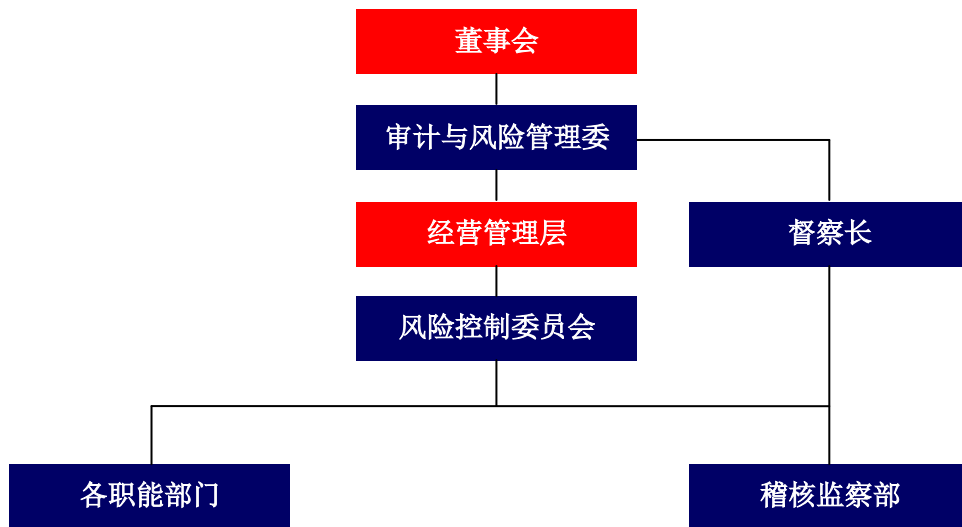 董事会
审计与风险管理委
经营管理层
督察长
风险控制委员会
各职能部门
稽核监察部